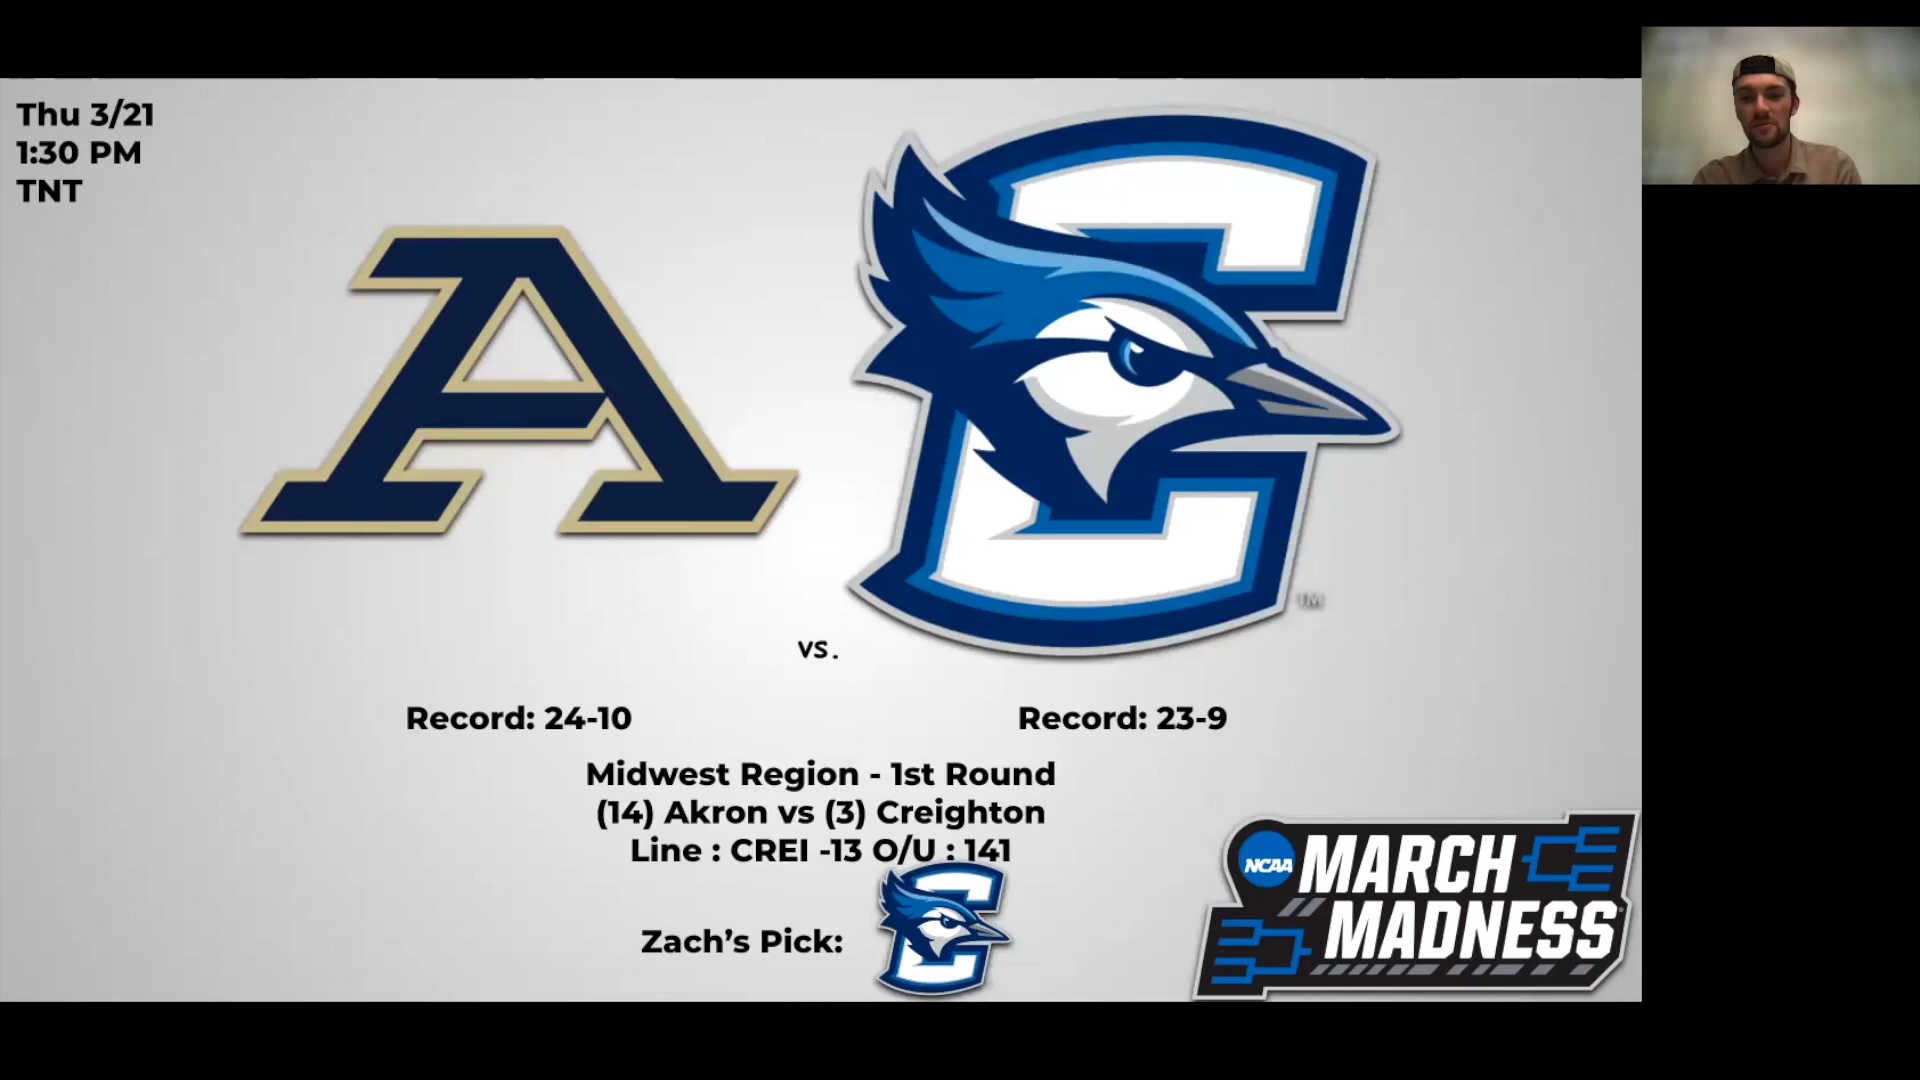 Thu 3/21
1:30 PM
TNT
TM
vs.
Record: 24-10
Record: 23-9
Midwest Region - 1st Round
(14) Akron vs (3) Creighton
Line : CREI -13 O/U : 141
Zach’s Pick:
NCAA
MARCH
MADNESS